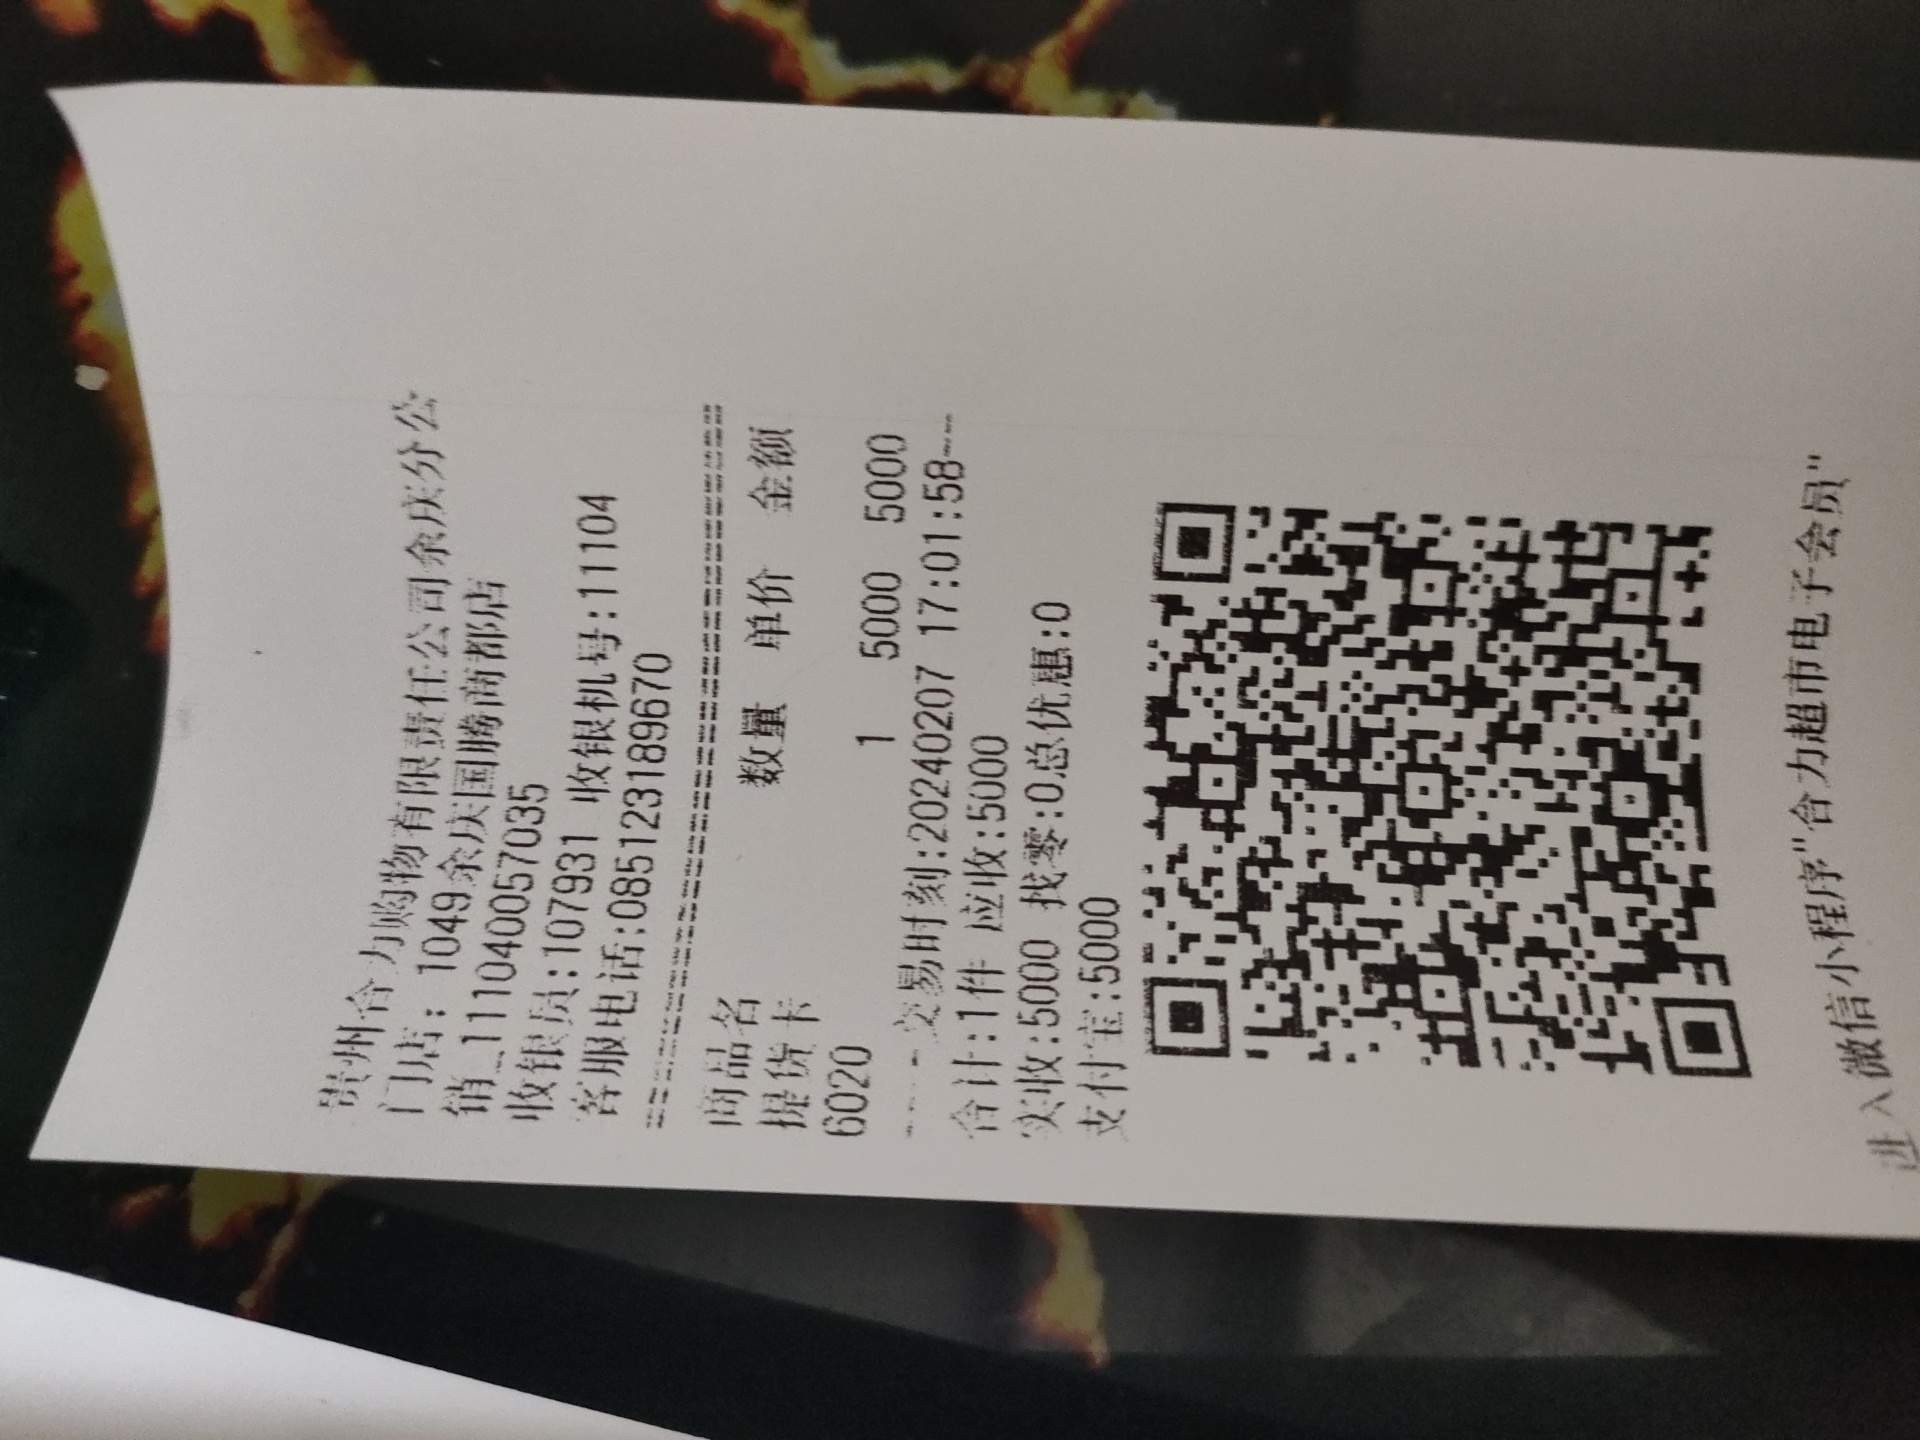 贵州合力购物有限责任公司余庆分公
门店: 1049余庆国腾商都店
销_111040057035
收银员:107931 收银机号:11104
客服电话:085123189670
==========================================
商品名 数量 单价 金额
提货卡
6020 1 5000 5000
----交易时刻:20240207 17:01:58--
合计:1件 应收:5000
实收:5000 找零:0总优惠:0
支付宝:5000
进入微信小程序"合力超市电子会员"